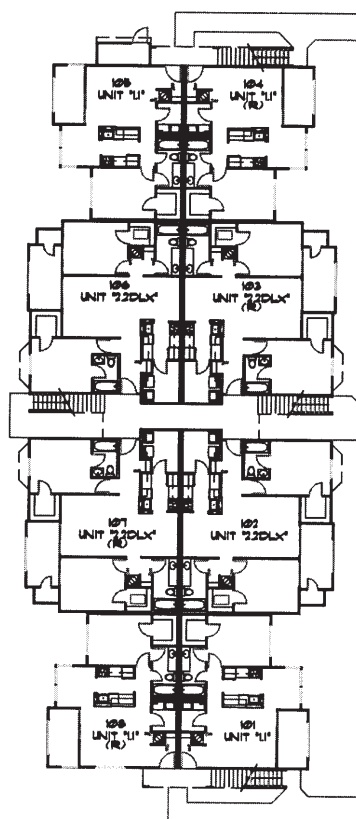 105
UNIT "L1"
104
UNIT "L1"
(R)
106
UNIT "2.2DLX"
103
UNIT "2.2DLX"
(R)
107
UNIT "2.2DLX"
(R)
102
UNIT "2.2DLX"
108
UNIT "L1"
(R)
101
UNIT "L1"